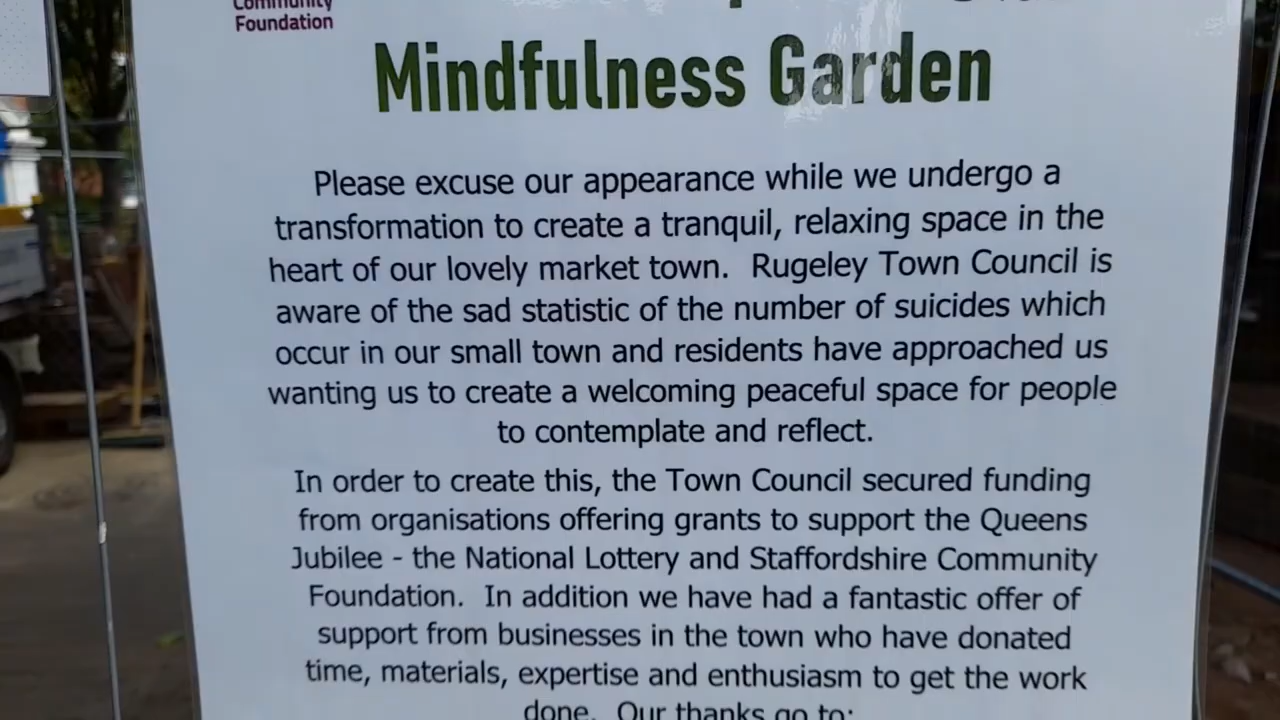 Community
Foundation
Mindfulness Garden
Please excuse our appearance while we undergo a
transformation to create a tranquil, relaxing space in the
heart of our lovely market town. Rugeley Town Council is
aware of the sad statistic of the number of suicides which
occur in our small town and residents have approached us
wanting us to create a welcoming peaceful space for people
to contemplate and reflect.
In order to create this, the Town Council secured funding
from organisations offering grants to support the Queens
Jubilee - the National Lottery and Staffordshire Community
Foundation. In addition we have had a fantastic offer of
support from businesses in the town who have donated
time, materials, expertise and enthusiasm to get the work
done. Our thanks go to: